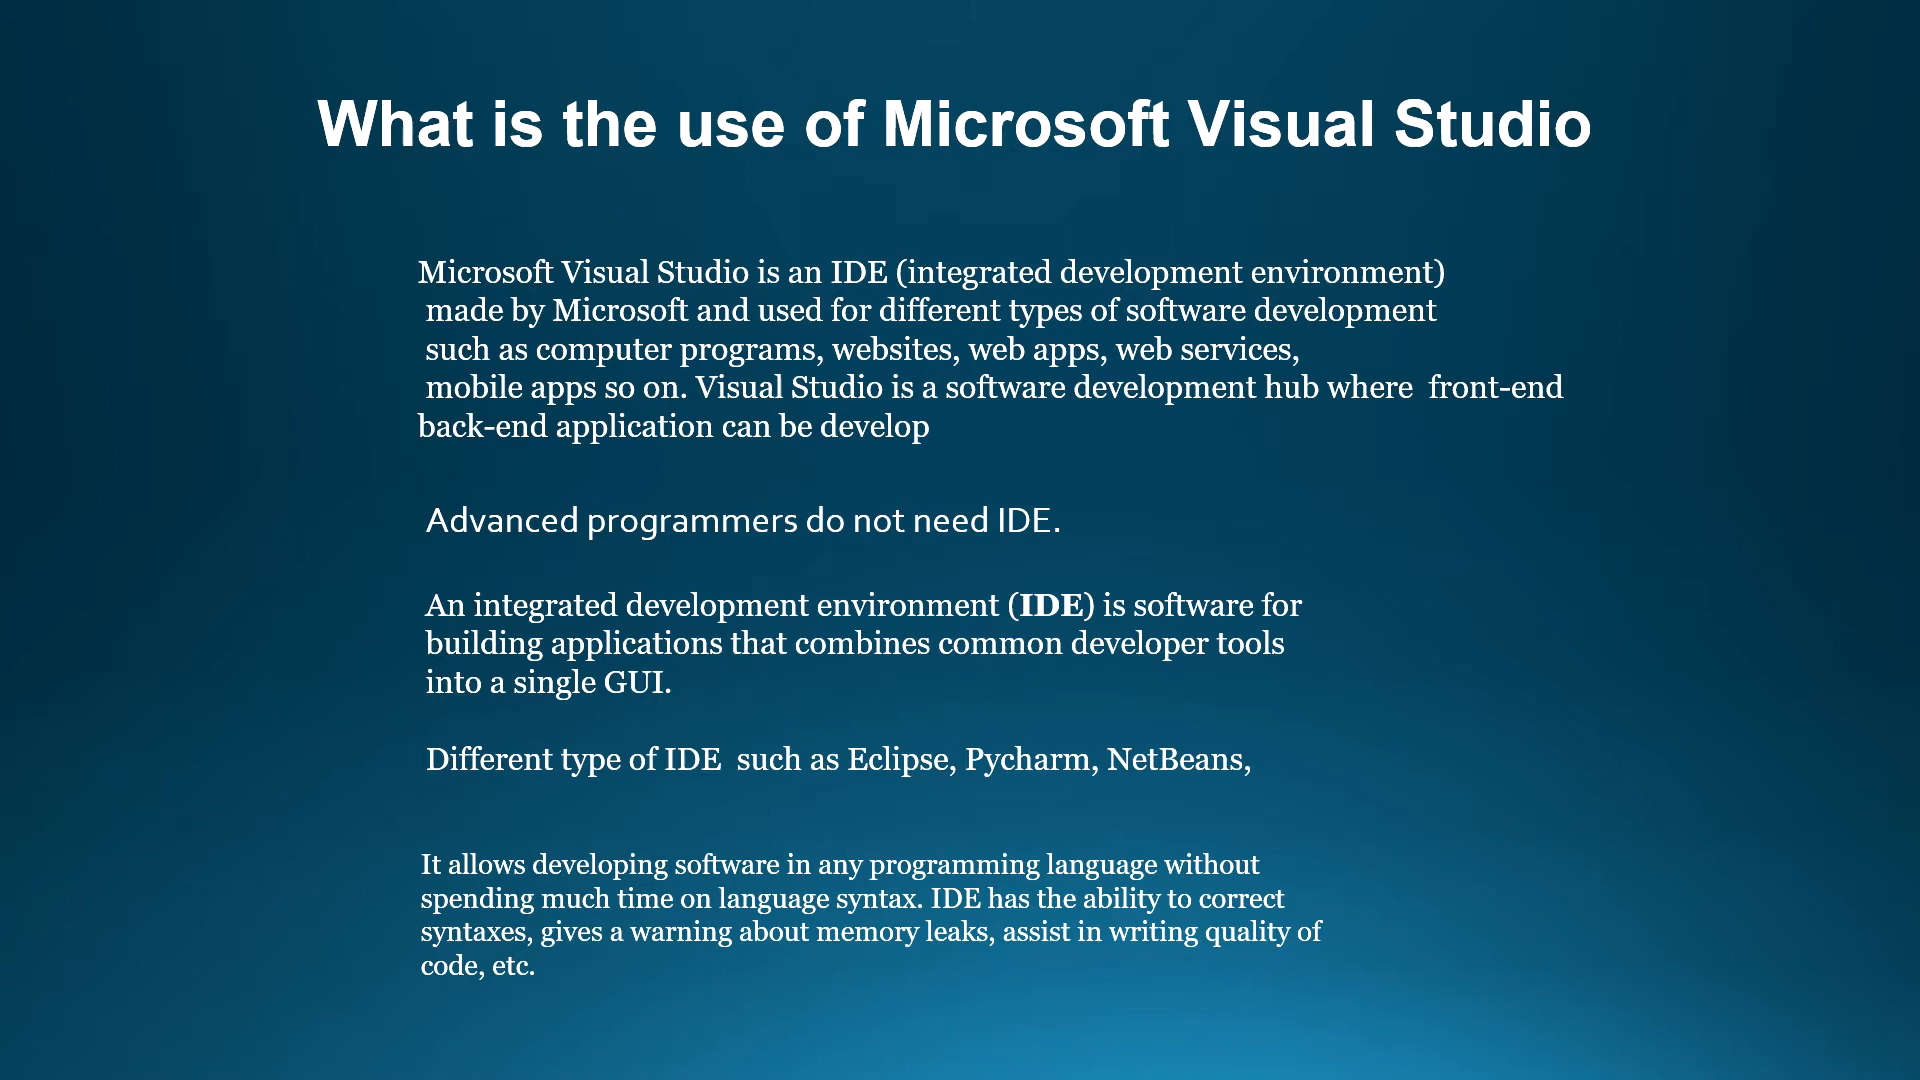 What is the use of Microsoft Visual Studio
Microsoft Visual Studio is an IDE (integrated development environment)
made by Microsoft and used for different types of software development
such as computer programs, websites, web apps, web services,
mobile apps so on. Visual Studio is a software development hub where  front-end
back-end application can be develop
Advanced programmers do not need IDE.
An integrated development environment (IDE) is software for
building applications that combines common developer tools
into a single GUI.
Different type of IDE  such as Eclipse, Pycharm, NetBeans,
It allows developing software in any programming language without
spending much time on language syntax. IDE has the ability to correct
syntaxes, gives a warning about memory leaks, assist in writing quality of
code, etc.